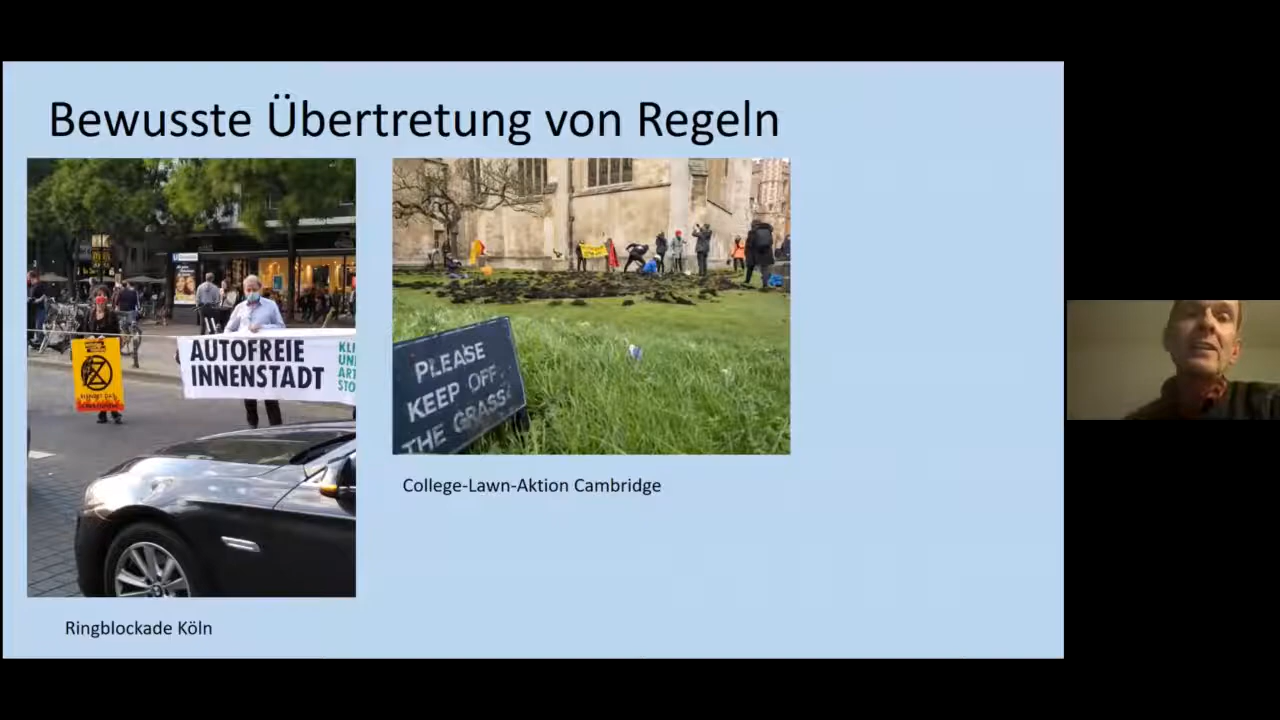 Bewusste Übertretung von Regeln
AUTOFREIE
INNENSTADT
PLEASE
KEEP OFF
THE GRASS
College-Lawn-Aktion Cambridge
Ringblockade Köln